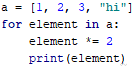 a = [1, 2, 3, "hi"]
for element in a:
    element *= 2
    print(element)